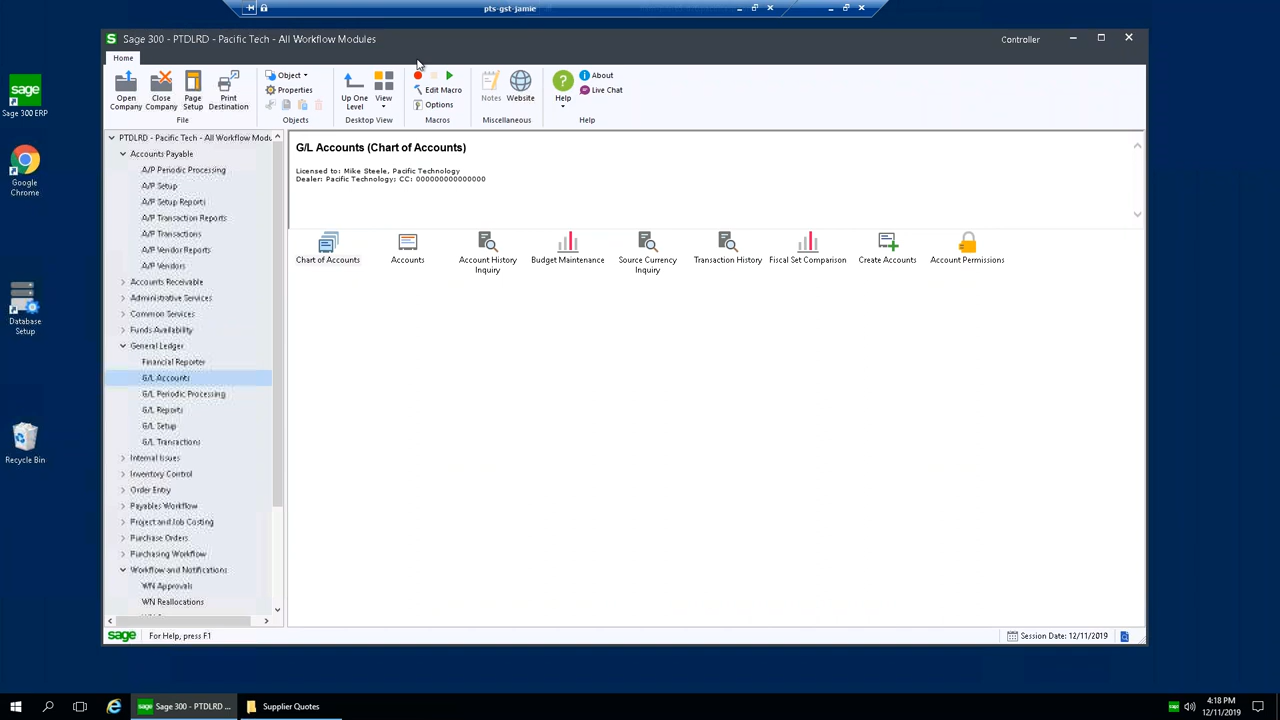 pts-gst-jamie
Sage 300 - PTDLRD - Pacific Tech - All Workflow Modules
Controller
Home
Open Company
Close Company
Page Setup
Print Destination
File
Object
Properties
Objects
Up One Level
View
Desktop View
Edit Macro
Options
Macros
Notes
Website
Miscellaneous
Help
About
Live Chat
Help
PTDLRD - Pacific Tech - All Workflow Modu
Accounts Payable
A/P Periodic Processing
A/P Setup
A/P Setup Reports
A/P Transaction Reports
A/P Transactions
A/P Vendor Reports
A/P Vendors
Accounts Receivable
Administrative Services
Common Services
Funds Availability
General Ledger
Financial Reporter
G/L Accounts
G/L Periodic Processing
G/L Reports
G/L Setup
G/L Transactions
Internal Issues
Inventory Control
Order Entry
Payables Workflow
Project and Job Costing
Purchase Orders
Purchasing Workflow
Workflow and Notifications
WN Approvals
WN Reallocations
G/L Accounts (Chart of Accounts)
Licensed to: Mike Steele, Pacific Technology
Dealer: Pacific Technology; CC: 000000000000000
Chart of Accounts
Accounts
Account History
Inquiry
Budget Maintenance
Source Currency
Inquiry
Transaction History
Fiscal Set Comparison
Create Accounts
Account Permissions
sage
For Help, press F1
Session Date: 12/11/2019
sage
Sage 300 ERP
Google
Chrome
Database
Setup
Recycle Bin
sage
Sage 300 - PTDLRD ...
Supplier Quotes
sage
4:18 PM
12/11/2019